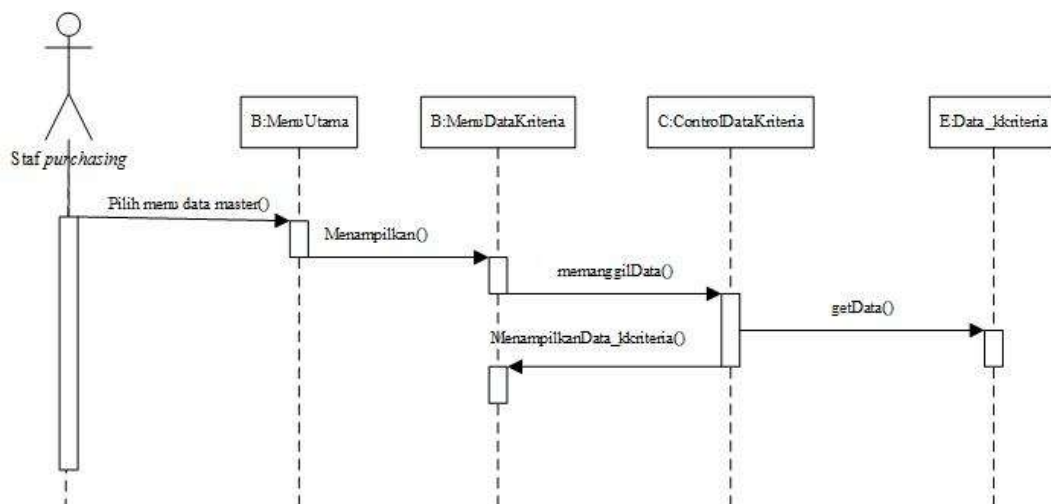 B:MenuUtama
B:MenuDataKriteria
C:ControlDataKriteria
E:Data_kkriteria
Staf purchasing
Pilih menu data master()
Menampilkan()
memanggilData()
getData()
MenampilkanData_kkriteria()